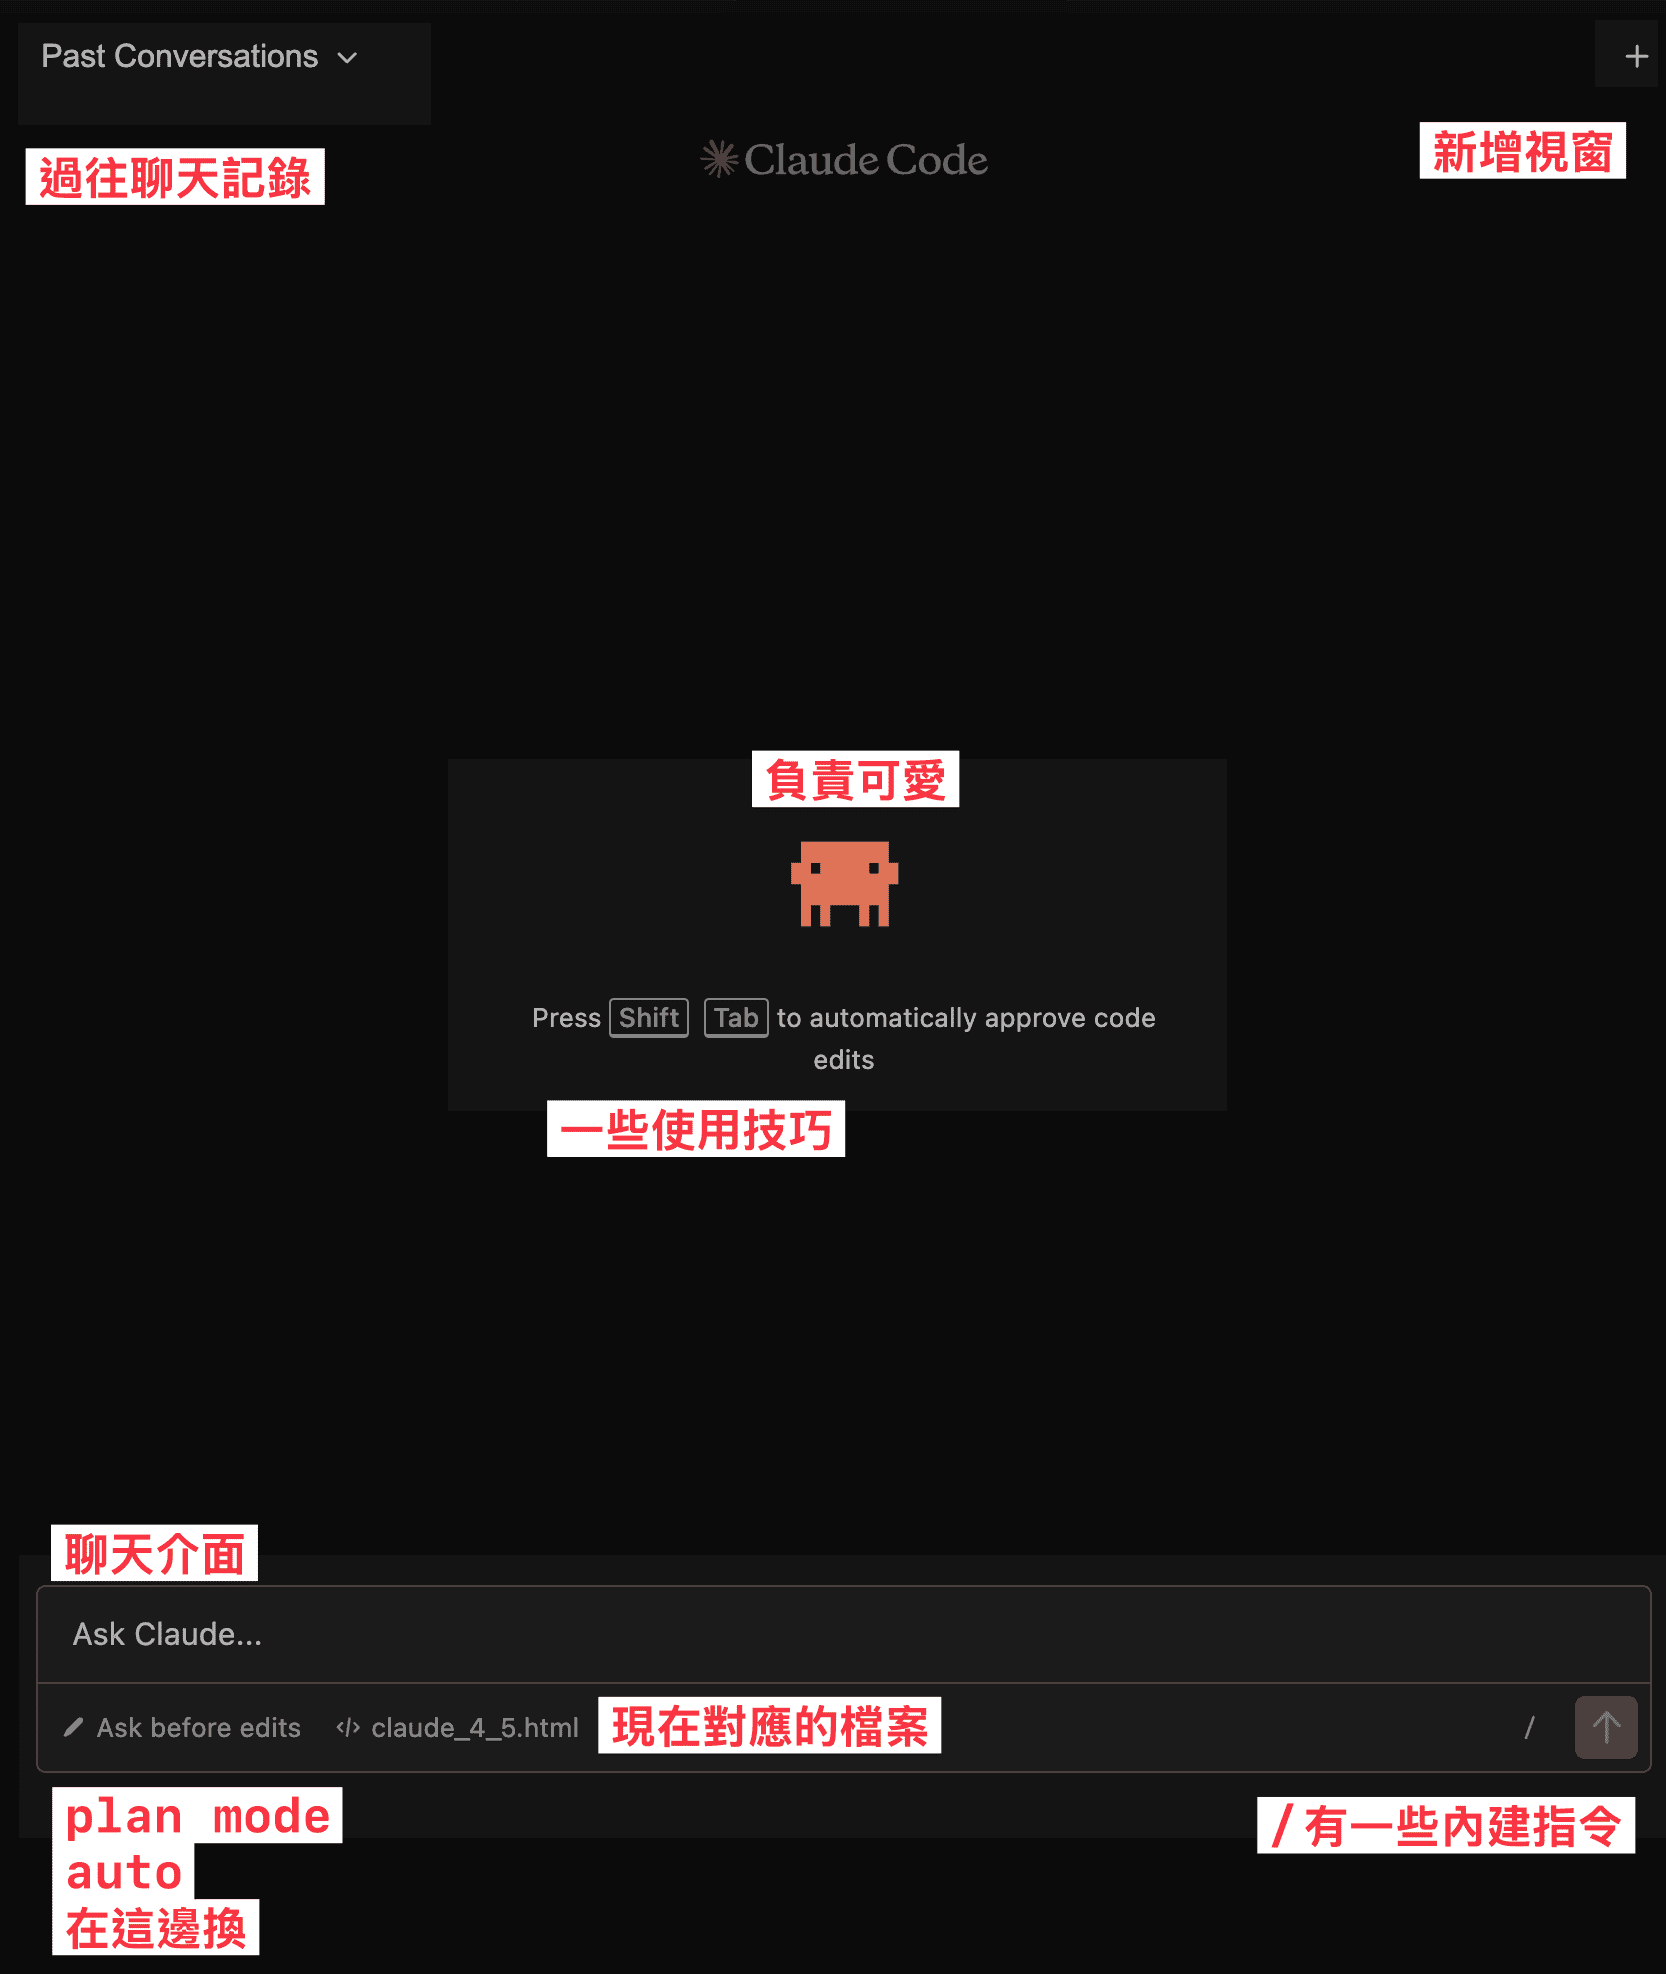 Past Conversations
+
過往聊天記錄
Claude Code
新增視窗
負責可愛
Press Shift Tab to automatically approve code
edits
一些使用技巧
聊天介面
Ask Claude...
Ask before edits </> claude_4_5.html 現在對應的檔案 /
plan mode
auto
在這邊換
/ 有一些內建指令